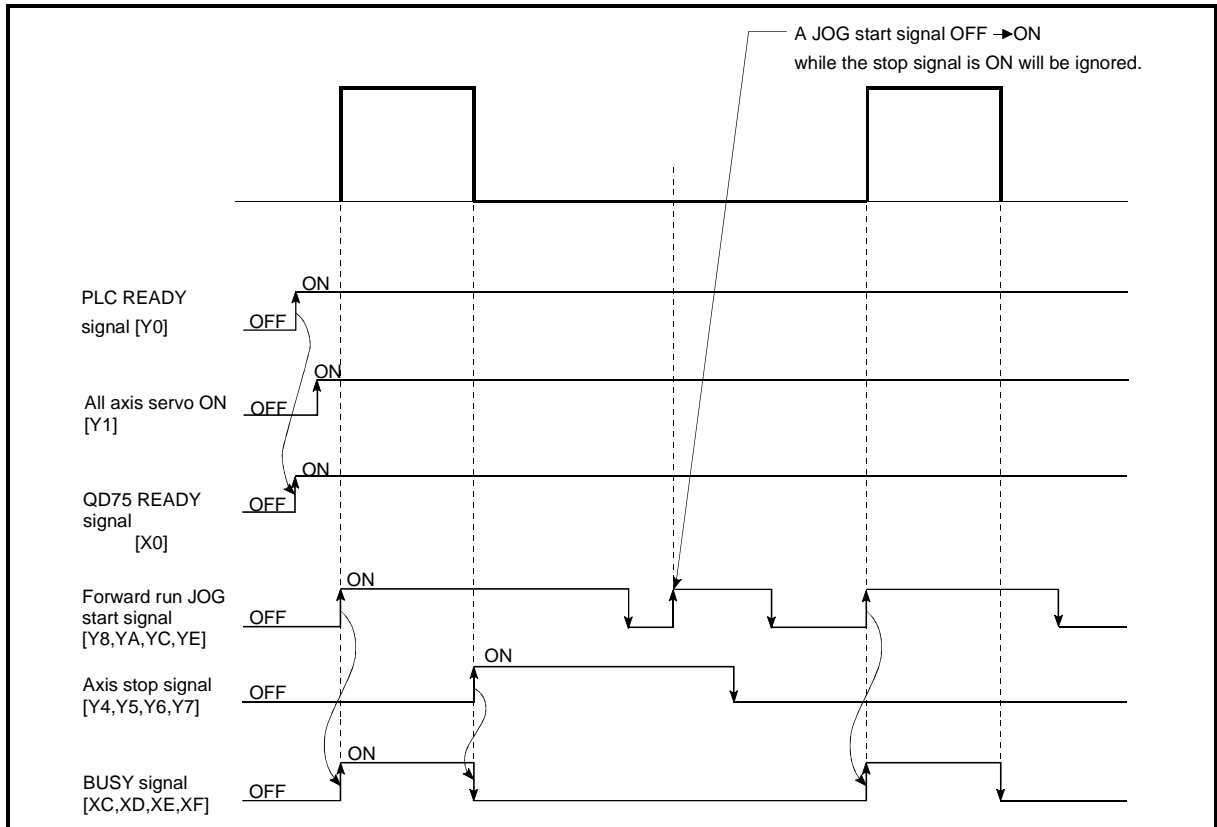 A JOG start signal OFF → ON
while the stop signal is ON will be ignored.
ON
PLC READY
signal [Y0]
OFF
ON
All axis servo ON
[Y1]
OFF
ON
QD75 READY
signal
[X0]
OFF
ON
Forward run JOG
start signal
[Y8,YA,YC,YE]
OFF
ON
Axis stop signal
[Y4,Y5,Y6,Y7]
OFF
ON
BUSY signal
[XC,XD,XE,XF]
OFF